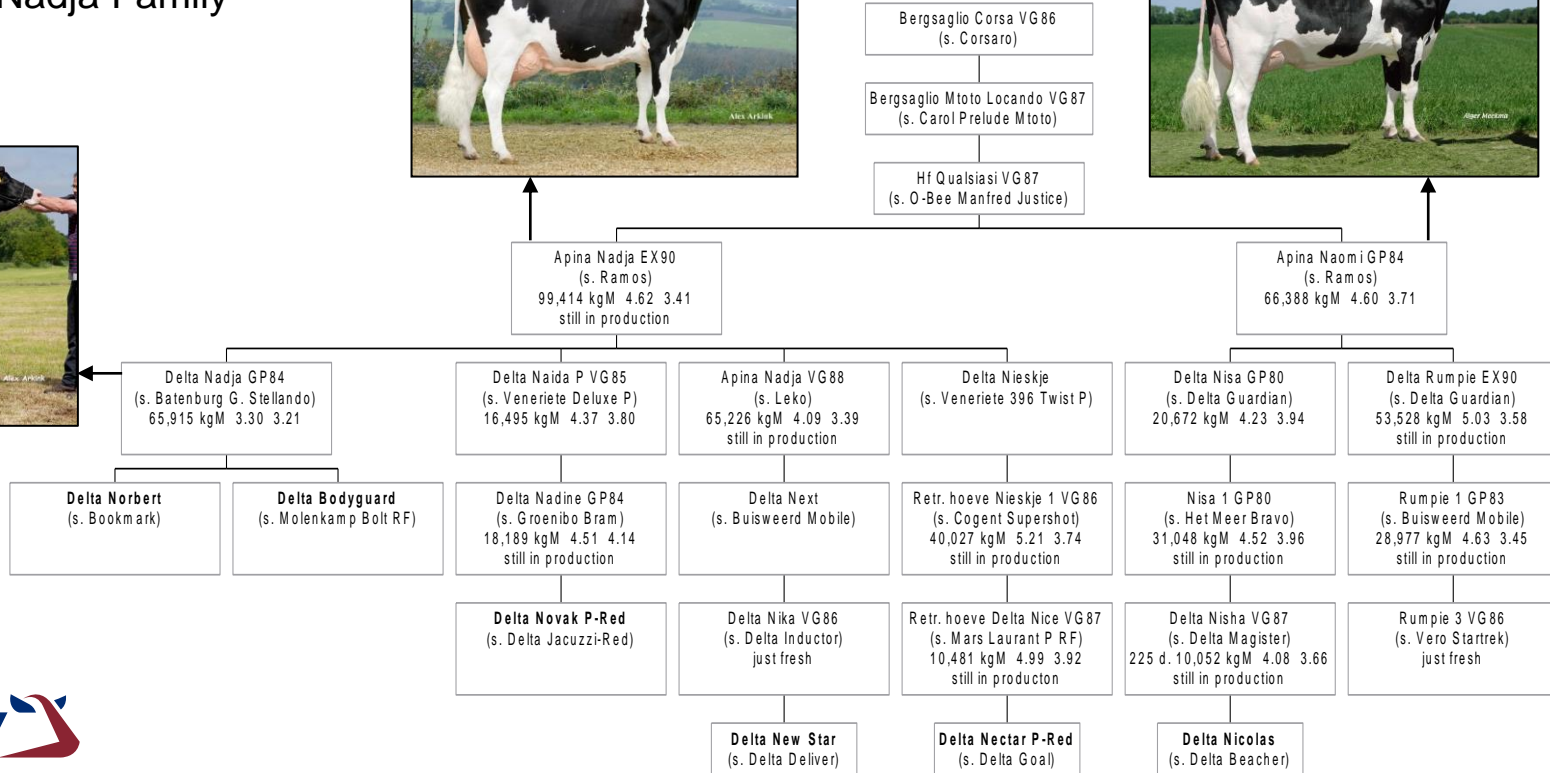 Nadja Family
Bergsaglio Corsa VG86
(s. Corsaro)
Alex Arkink
Bergsaglio Mtoto Locando VG87
(s. Carol Prelude Mtoto)
Alger Meekma
Hf Qualsiasi VG87
(s. O-Bee Manfred Justice)
Apina Nadja EX90
(s. Ramos)
99,414 kgM 4.62 3.41
still in production
Apina Naomi GP84
(s. Ramos)
66,388 kgM 4.60 3.71
Alex Arkink
Delta Nadja GP84
(s. Batenburg G. Stellando)
65,915 kgM 3.30 3.21
Delta Naida P VG85
(s. Veneriete Deluxe P)
16,495 kgM 4.37 3.80
Apina Nadja VG88
(s. Leko)
65,226 kgM 4.09 3.39
still in production
Delta Nieskje
(s. Veneriete 396 Twist P)
Delta Nisa GP80
(s. Delta Guardian)
20,672 kgM 4.23 3.94
Delta Rumpie EX90
(s. Delta Guardian)
53,528 kgM 5.03 3.58
still in production
Delta Norbert
(s. Bookmark)
Delta Bodyguard
(s. Molenkamp Bolt RF)
Delta Nadine GP84
(s. Groenibo Bram)
18,189 kgM 4.51 4.14
still in production
Delta Next
(s. Buisweerd Mobile)
Retr. hoeve Nieskje 1 VG86
(s. Cogent Supershot)
40,027 kgM 5.21 3.74
still in production
Nisa 1 GP80
(s. Het Meer Bravo)
31,048 kgM 4.52 3.96
still in production
Rumpie 1 GP83
(s. Buisweerd Mobile)
28,977 kgM 4.63 3.45
still in production
Delta Novak P-Red
(s. Delta Jacuzzi-Red)
Delta Nika VG86
(s. Delta Inductor)
just fresh
Retr. hoeve Delta Nice VG87
(s. Mars Laurant P RF)
10,481 kgM 4.99 3.92
still in producton
Delta Nisha VG87
(s. Delta Magister)
225 d. 10,052 kgM 4.08 3.66
still in production
Rumpie 3 VG86
(s. Vero Startrek)
just fresh
Delta New Star
(s. Delta Deliver)
Delta Nectar P-Red
(s. Delta Goal)
Delta Nicolas
(s. Delta Beacher)